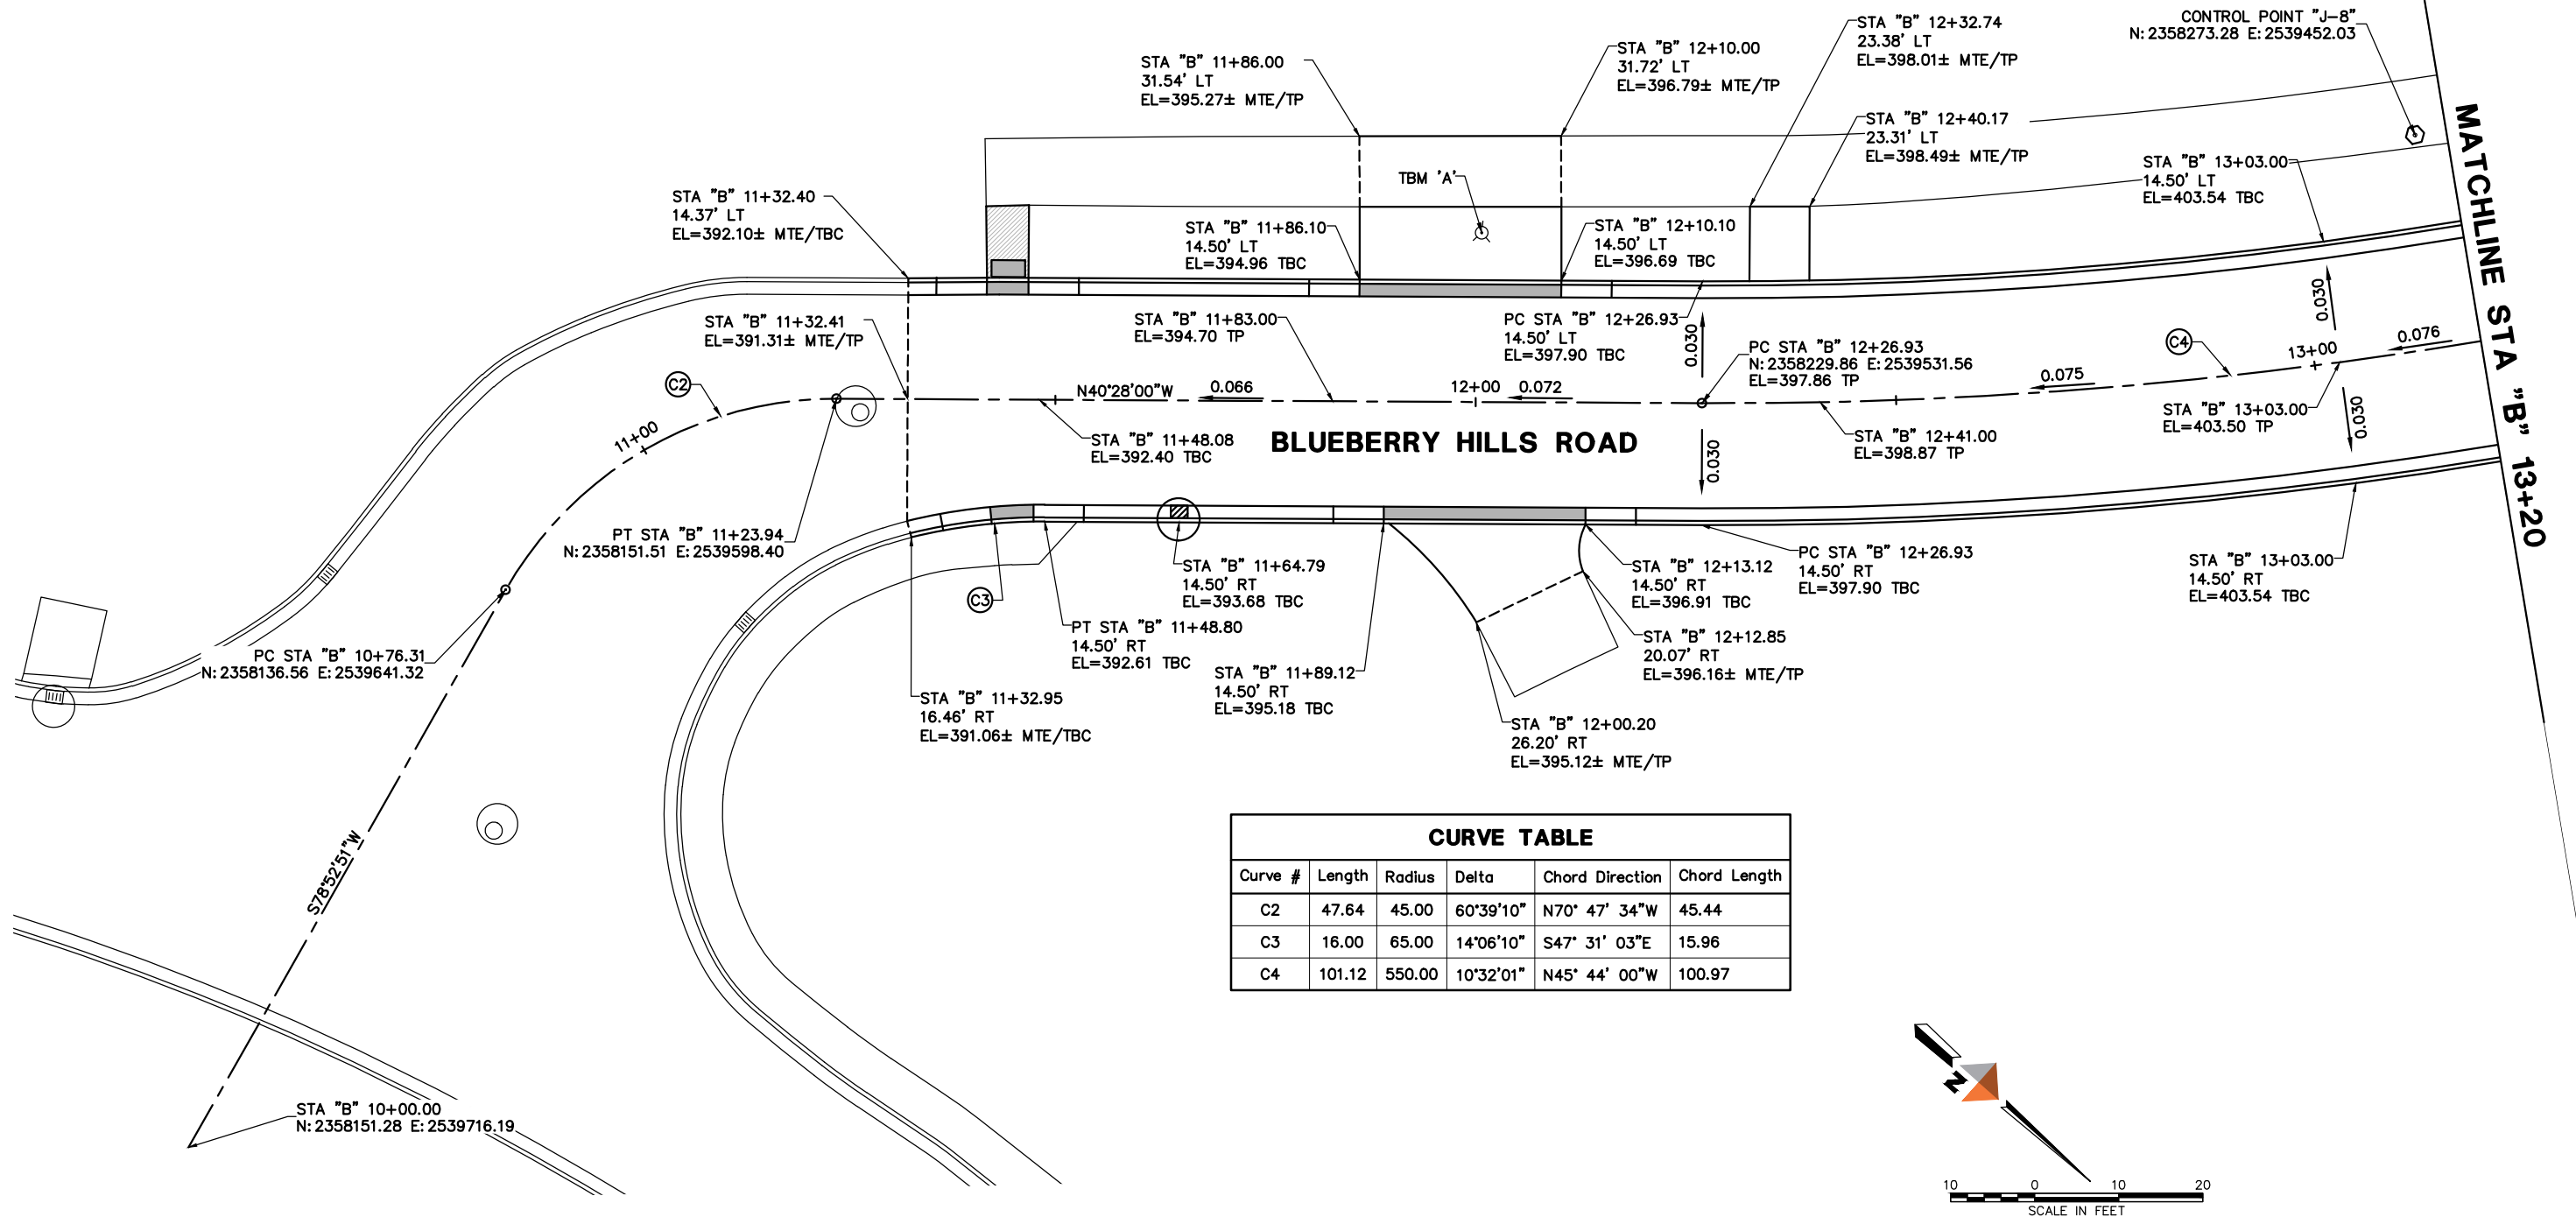 STA "B" 11+86.00
31.54' LT
EL=395.27± MTE/TP
STA "B" 12+10.00
31.72' LT
EL=396.79± MTE/TP
STA "B" 12+32.74
23.38' LT
EL=398.01± MTE/TP
CONTROL POINT "J-8"
N: 2358273.28 E: 2539452.03
STA "B" 12+40.17
23.31' LT
EL=398.49± MTE/TP
STA "B" 13+03.00
14.50' LT
EL=403.54 TBC
MATCHLINE STA "B" 13+20
TBM 'A'
STA "B" 11+32.40
14.37' LT
EL=392.10± MTE/TBC
STA "B" 11+86.10
14.50' LT
EL=394.96 TBC
STA "B" 12+10.10
14.50' LT
EL=396.69 TBC
STA "B" 11+32.41
EL=391.31± MTE/TP
STA "B" 11+83.00
EL=394.70 TP
PC STA "B" 12+26.93
14.50' LT
EL=397.90 TBC
0.030
PC STA "B" 12+26.93
N: 2358229.86 E: 2539531.56
EL=397.86 TP
C4
0.030
13+00
0.076
C2
N40°28'00"W
0.066
12+00
0.072
0.075
11+00
STA "B" 11+48.08
EL=392.40 TBC
BLUEBERRY HILLS ROAD
0.030
STA "B" 12+41.00
EL=398.87 TP
STA "B" 13+03.00
EL=403.50 TP
0.030
PT STA "B" 11+23.94
N: 2358151.51 E: 2539598.40
C3
STA "B" 11+64.79
14.50' RT
EL=393.68 TBC
STA "B" 12+13.12
14.50' RT
EL=396.91 TBC
PC STA "B" 12+26.93
14.50' RT
EL=397.90 TBC
STA "B" 13+03.00
14.50' RT
EL=403.54 TBC
PC STA "B" 10+76.31
N: 2358136.56 E: 2539641.32
PT STA "B" 11+48.80
14.50' RT
EL=392.61 TBC
STA "B" 12+12.85
20.07' RT
EL=396.16± MTE/TP
STA "B" 11+89.12
14.50' RT
EL=395.18 TBC
STA "B" 11+32.95
16.46' RT
EL=391.06± MTE/TBC
STA "B" 12+00.20
26.20' RT
EL=395.12± MTE/TP
S78°52'51"W
CURVE TABLE
Curve # Length Radius Delta Chord Direction Chord Length
C2 47.64 45.00 60°39'10" N70° 47' 34"W 45.44
C3 16.00 65.00 14°06'10" S47° 31' 03"E 15.96
C4 101.12 550.00 10°32'01" N45° 44' 00"W 100.97
STA "B" 10+00.00
N: 2358151.28 E: 2539716.19
N
10 0 10 20
SCALE IN FEET